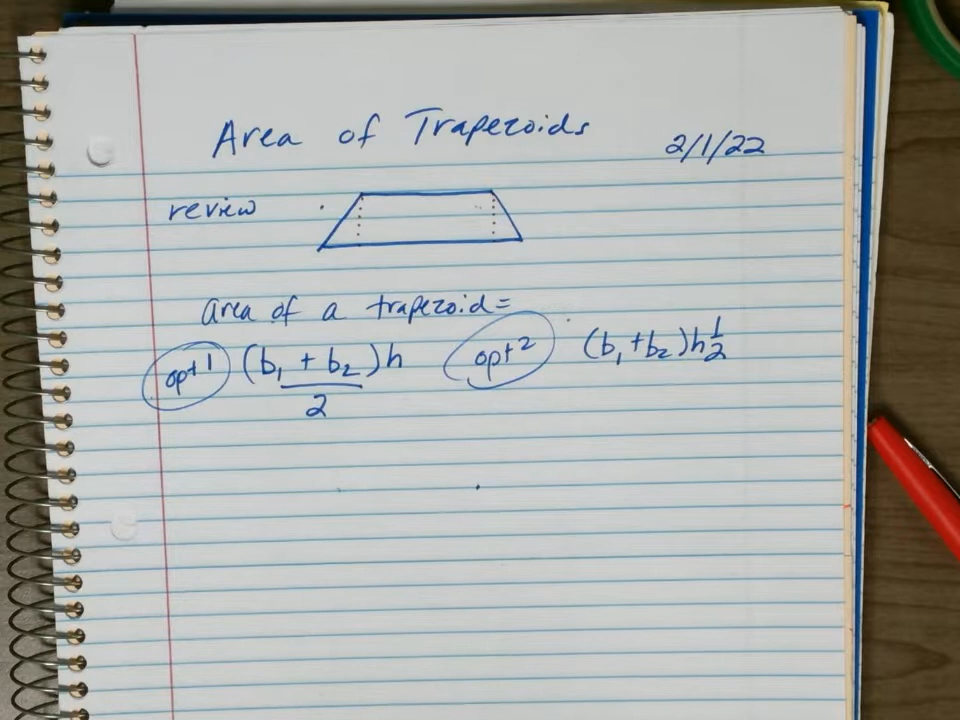 Area of Trapezoids 2/1/22
review
area of a trapezoid=
opt 1 (b₁ + b₂)h / 2 opt 2 (b₁+b₂)h 1/2